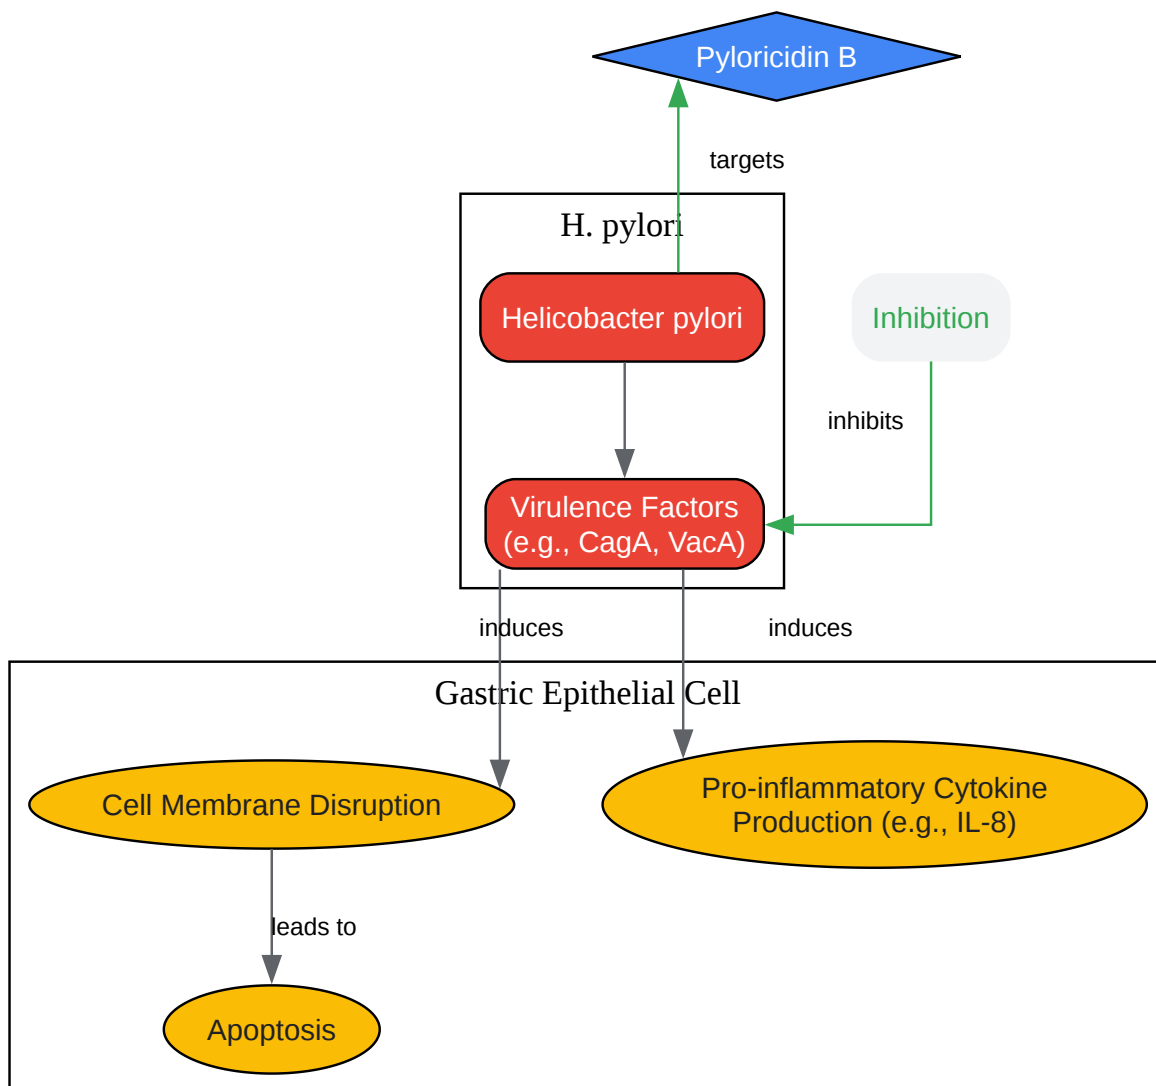 Pyloricidin B
targets
H. pylori
Helicobacter pylori
Inhibition
inhibits
Virulence Factors
(e.g., CagA, VacA)
induces
induces
Gastric Epithelial Cell
Cell Membrane Disruption
Pro-inflammatory Cytokine
Production (e.g., IL-8)
leads to
Apoptosis